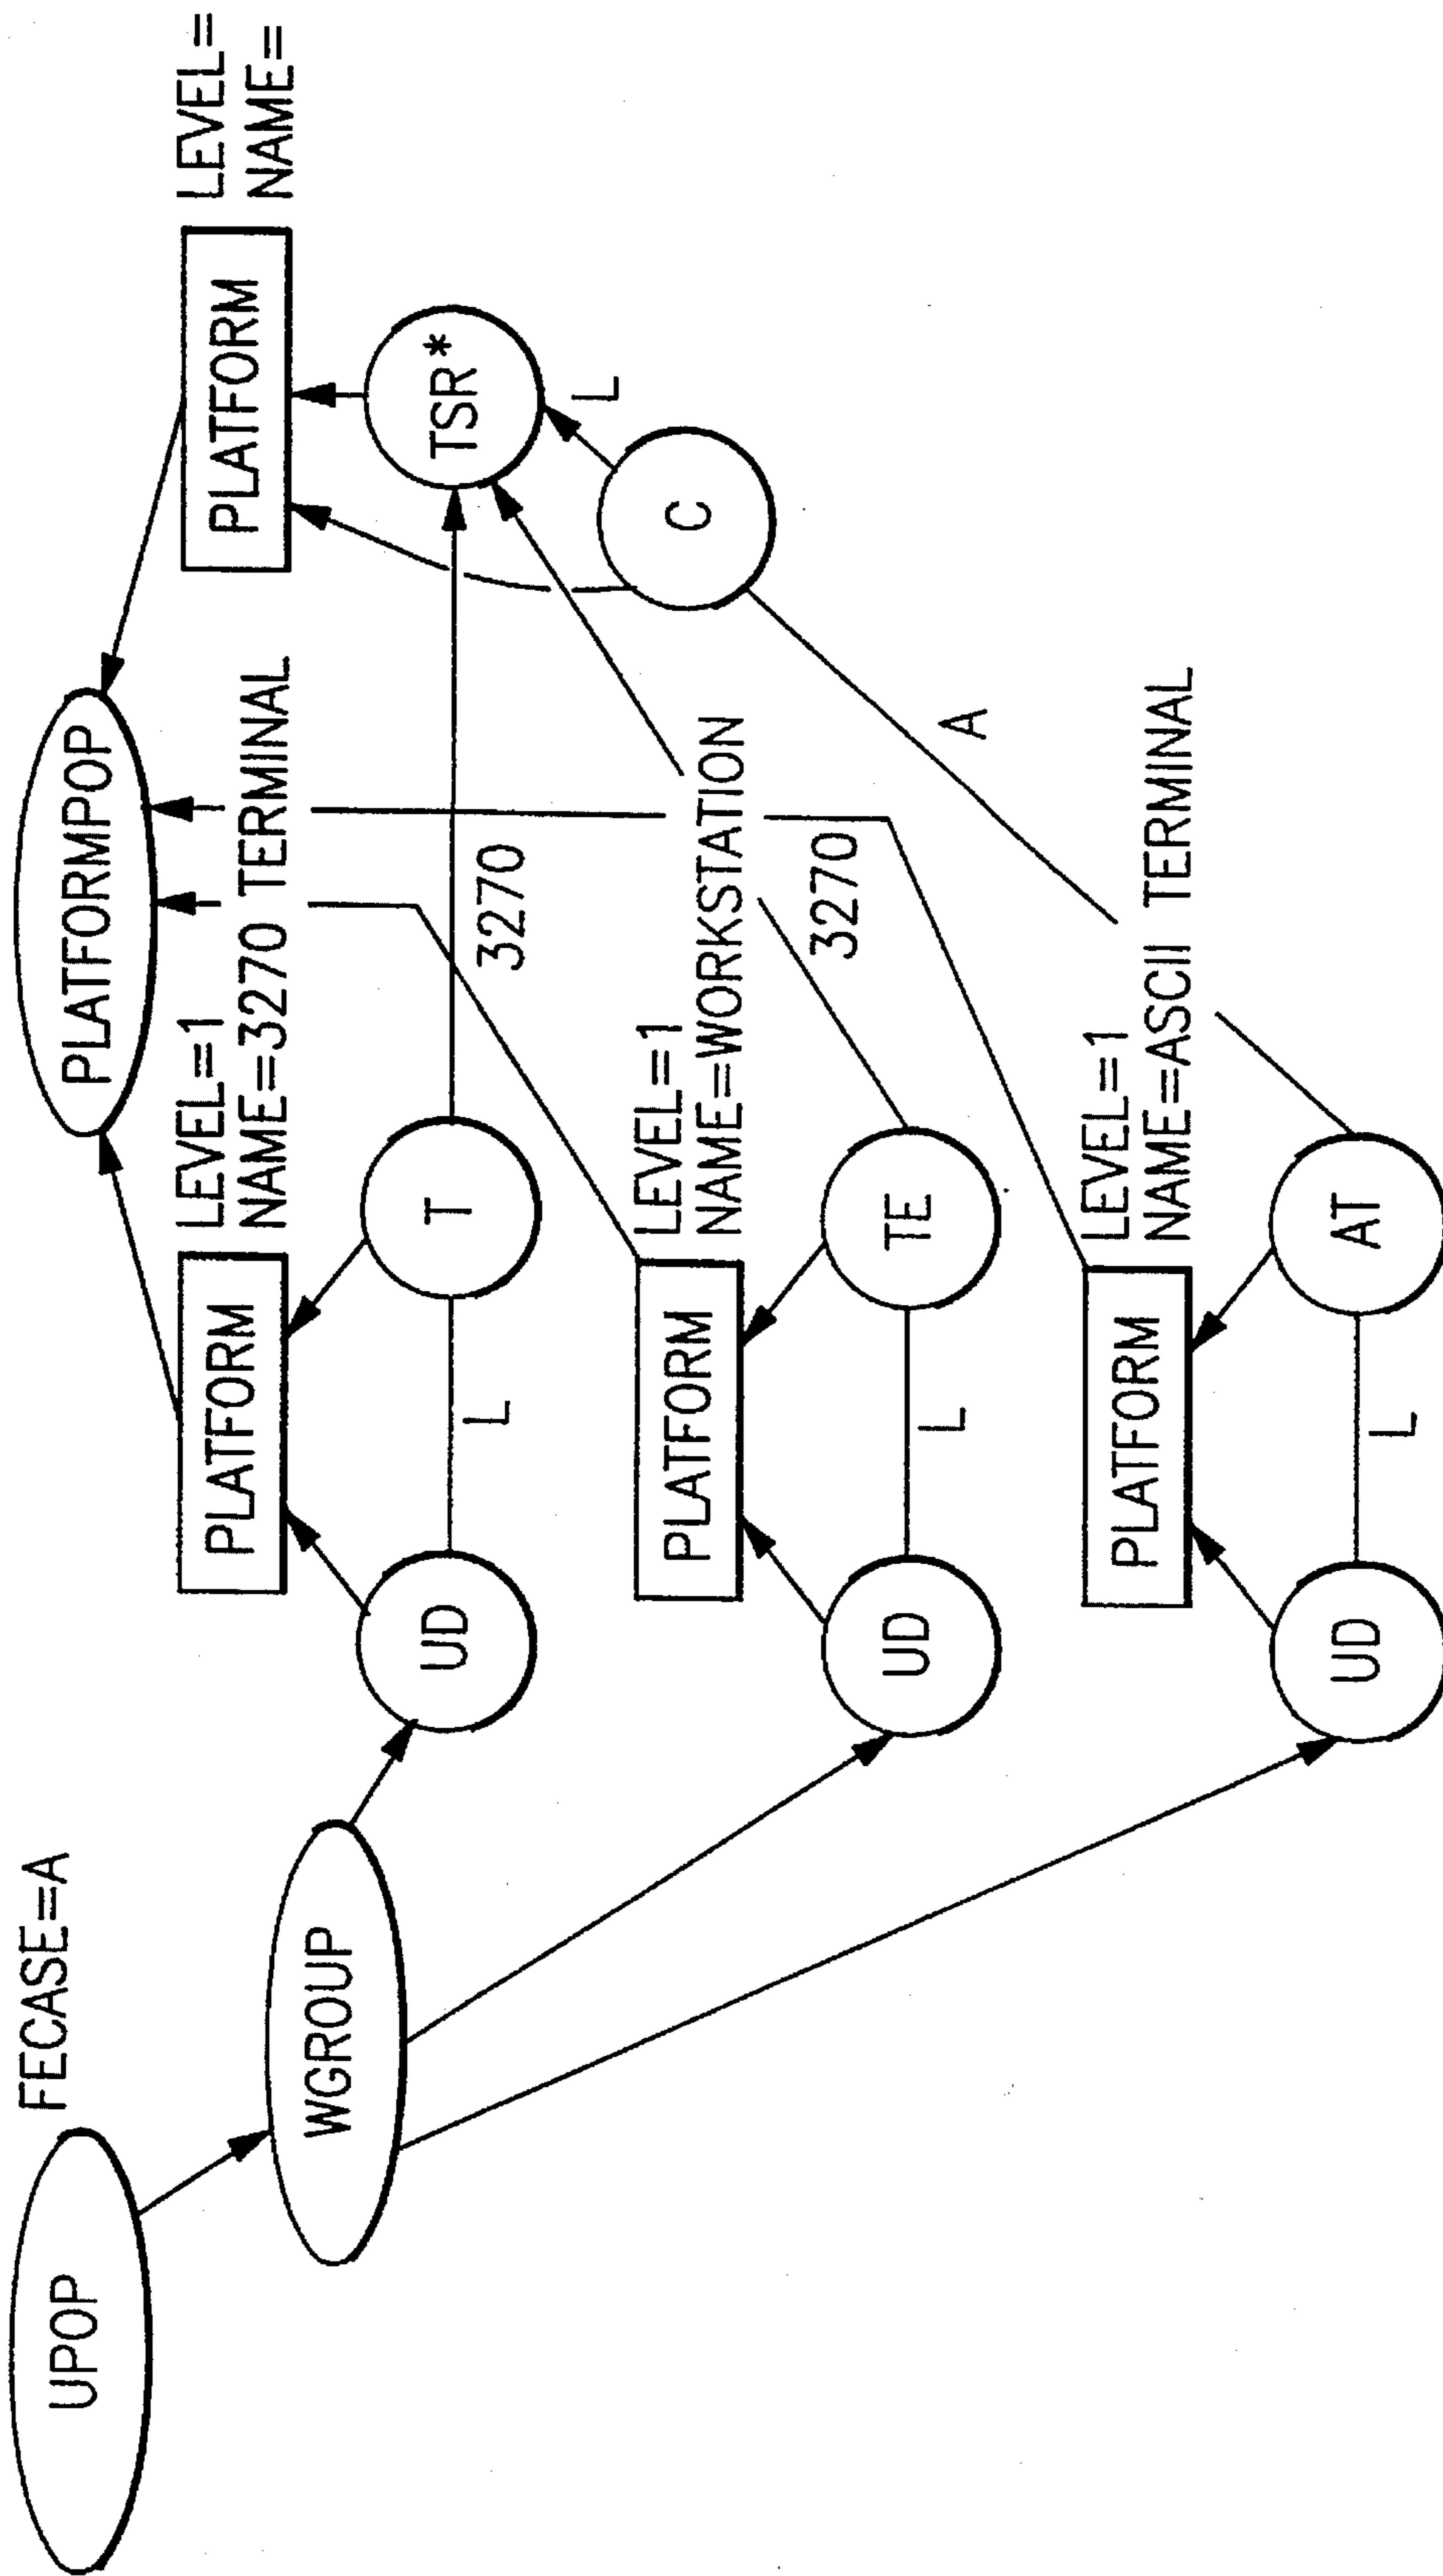 UPOP
FECASE=A
WGROUP
PLATFORMPOP
PLATFORM
LEVEL=1
NAME=3270 TERMINAL
UD
L
T
3270
PLATFORM
LEVEL=
NAME=
TSR*
L
C
PLATFORM
LEVEL=1
NAME=WORKSTATION
UD
L
TE
3270
A
PLATFORM
LEVEL=1
NAME=ASCII TERMINAL
UD
L
AT